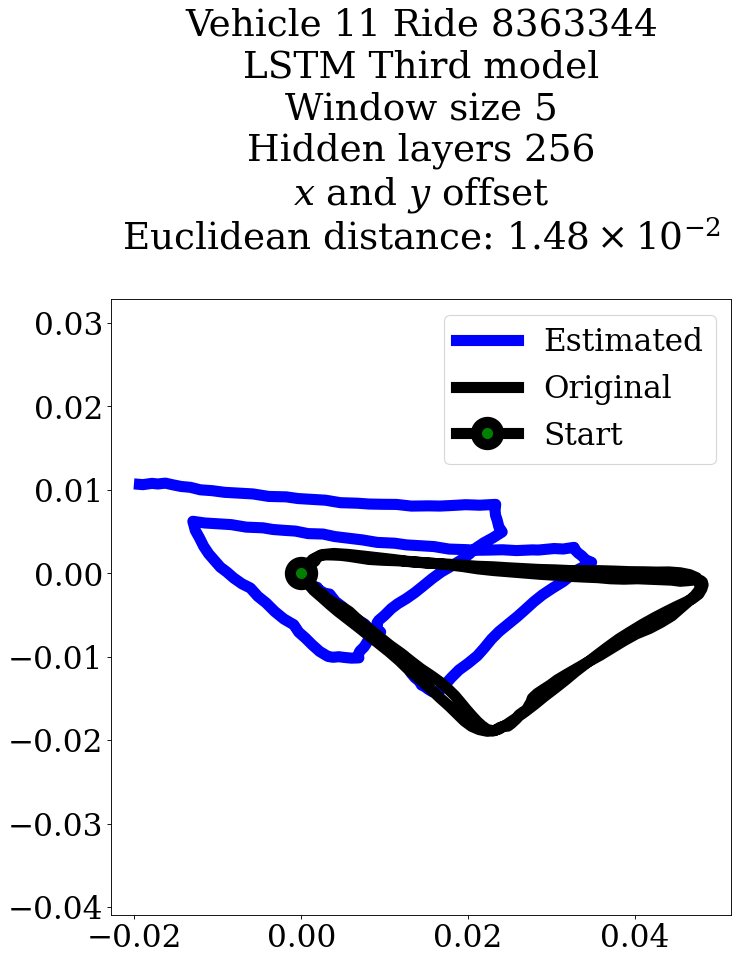 Vehicle 11 Ride 8363344
LSTM Third model
Window size 5
Hidden layers 256
x and y offset
Euclidean distance: 1.48 × 10⁻²
Estimated
Original
Start
0.03
0.02
0.01
0.00
−0.01
−0.02
−0.03
−0.04
−0.02 0.00 0.02 0.04